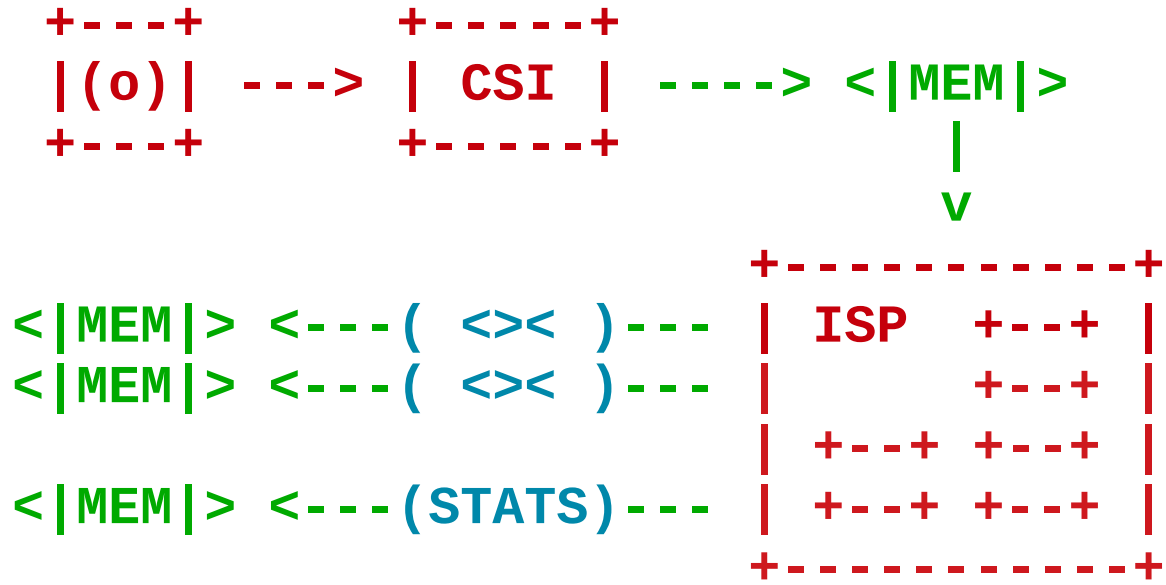 +---+      +-----+
|(o)| ---> | CSI | ----> <|MEM|>
+---+      +-----+          |
                            v
                      +-----------+
<|MEM|> <---( <>< )--- | ISP  +--+ |
<|MEM|> <---( <>< )--- |      +--+ |
                       | +--+ +--+ |
<|MEM|> <---(STATS)--- | +--+ +--+ |
                      +-----------+